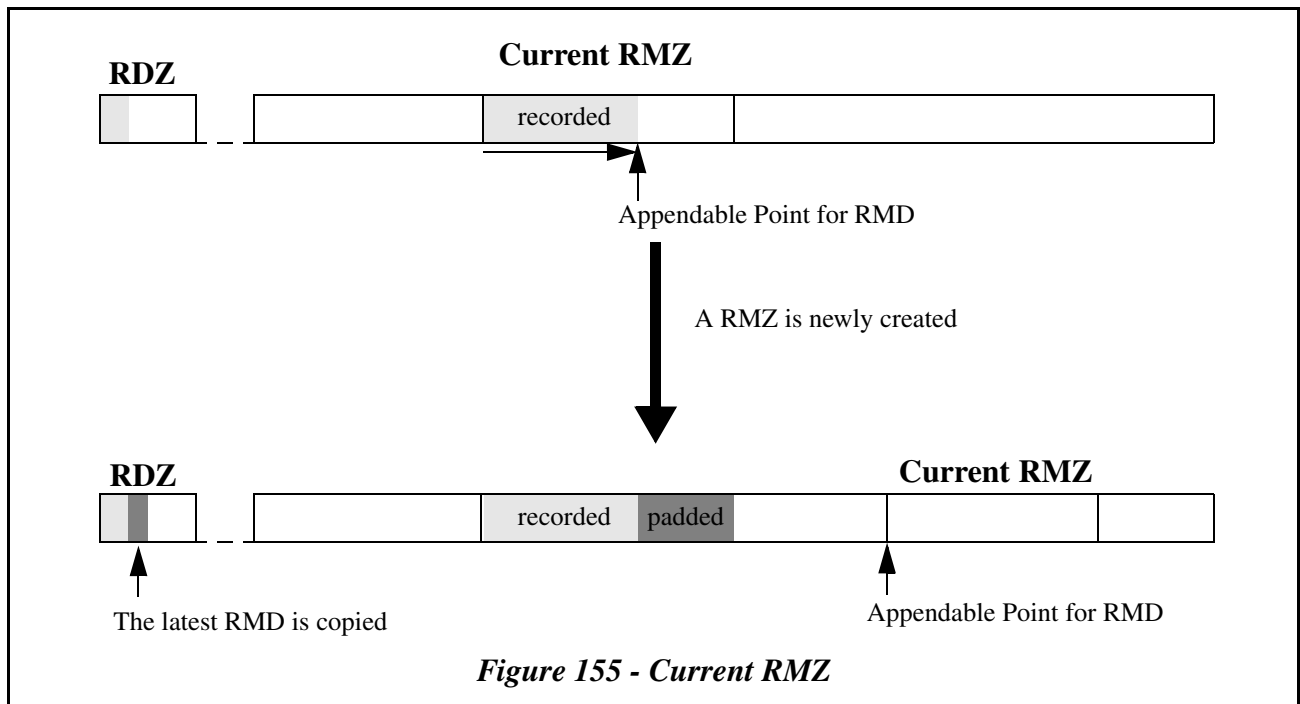 Current RMZ
RDZ
recorded
Appendable Point for RMD
A RMZ is newly created
RDZ
Current RMZ
recorded
padded
The latest RMD is copied
Appendable Point for RMD
Figure 155 - Current RMZ